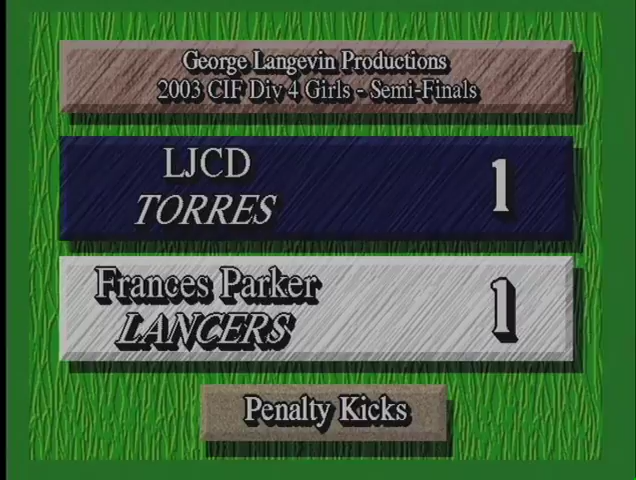 George Langevin Productions
2003 CIF Div 4 Girls - Semi-Finals
LJCD
TORRES
1
Frances Parker
LANCERS
1
Penalty Kicks